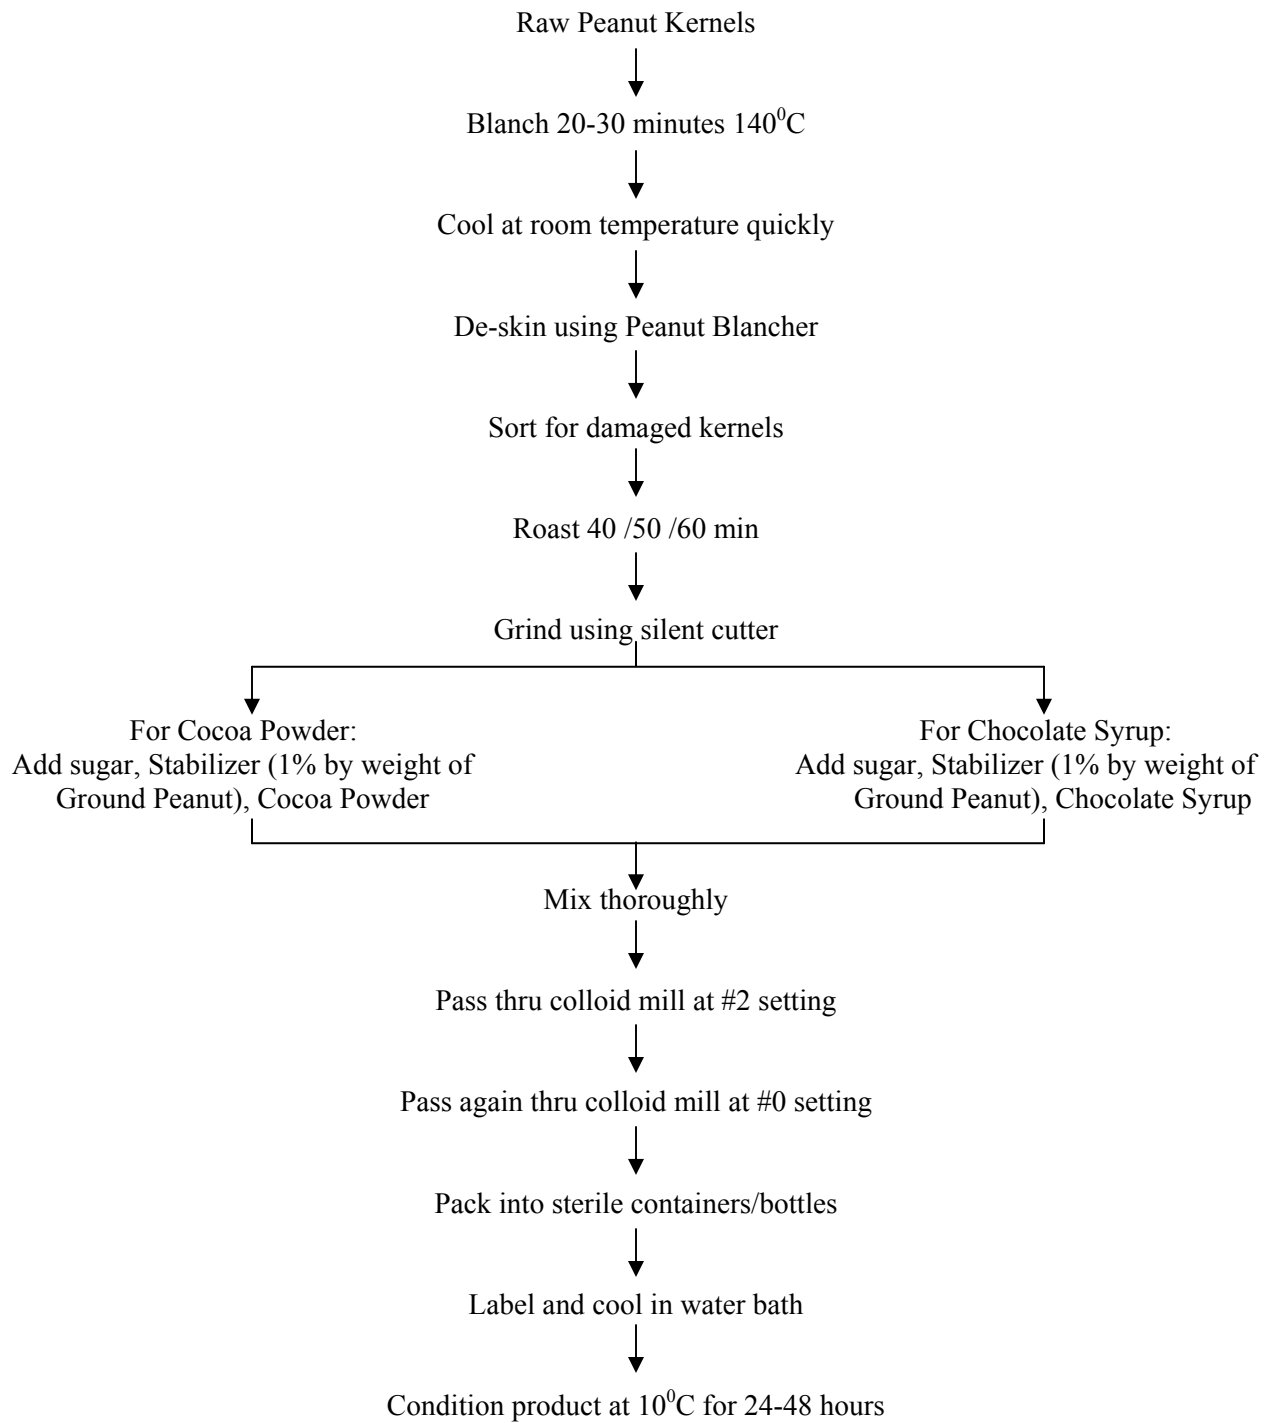 Raw Peanut Kernels
Blanch 20-30 minutes 140⁰C
Cool at room temperature quickly
De-skin using Peanut Blancher
Sort for damaged kernels
Roast 40 /50 /60 min
Grind using silent cutter
For Cocoa Powder:
Add sugar, Stabilizer (1% by weight of
Ground Peanut), Cocoa Powder
For Chocolate Syrup:
Add sugar, Stabilizer (1% by weight of
Ground Peanut), Chocolate Syrup
Mix thoroughly
Pass thru colloid mill at #2 setting
Pass again thru colloid mill at #0 setting
Pack into sterile containers/bottles
Label and cool in water bath
Condition product at 10⁰C for 24-48 hours